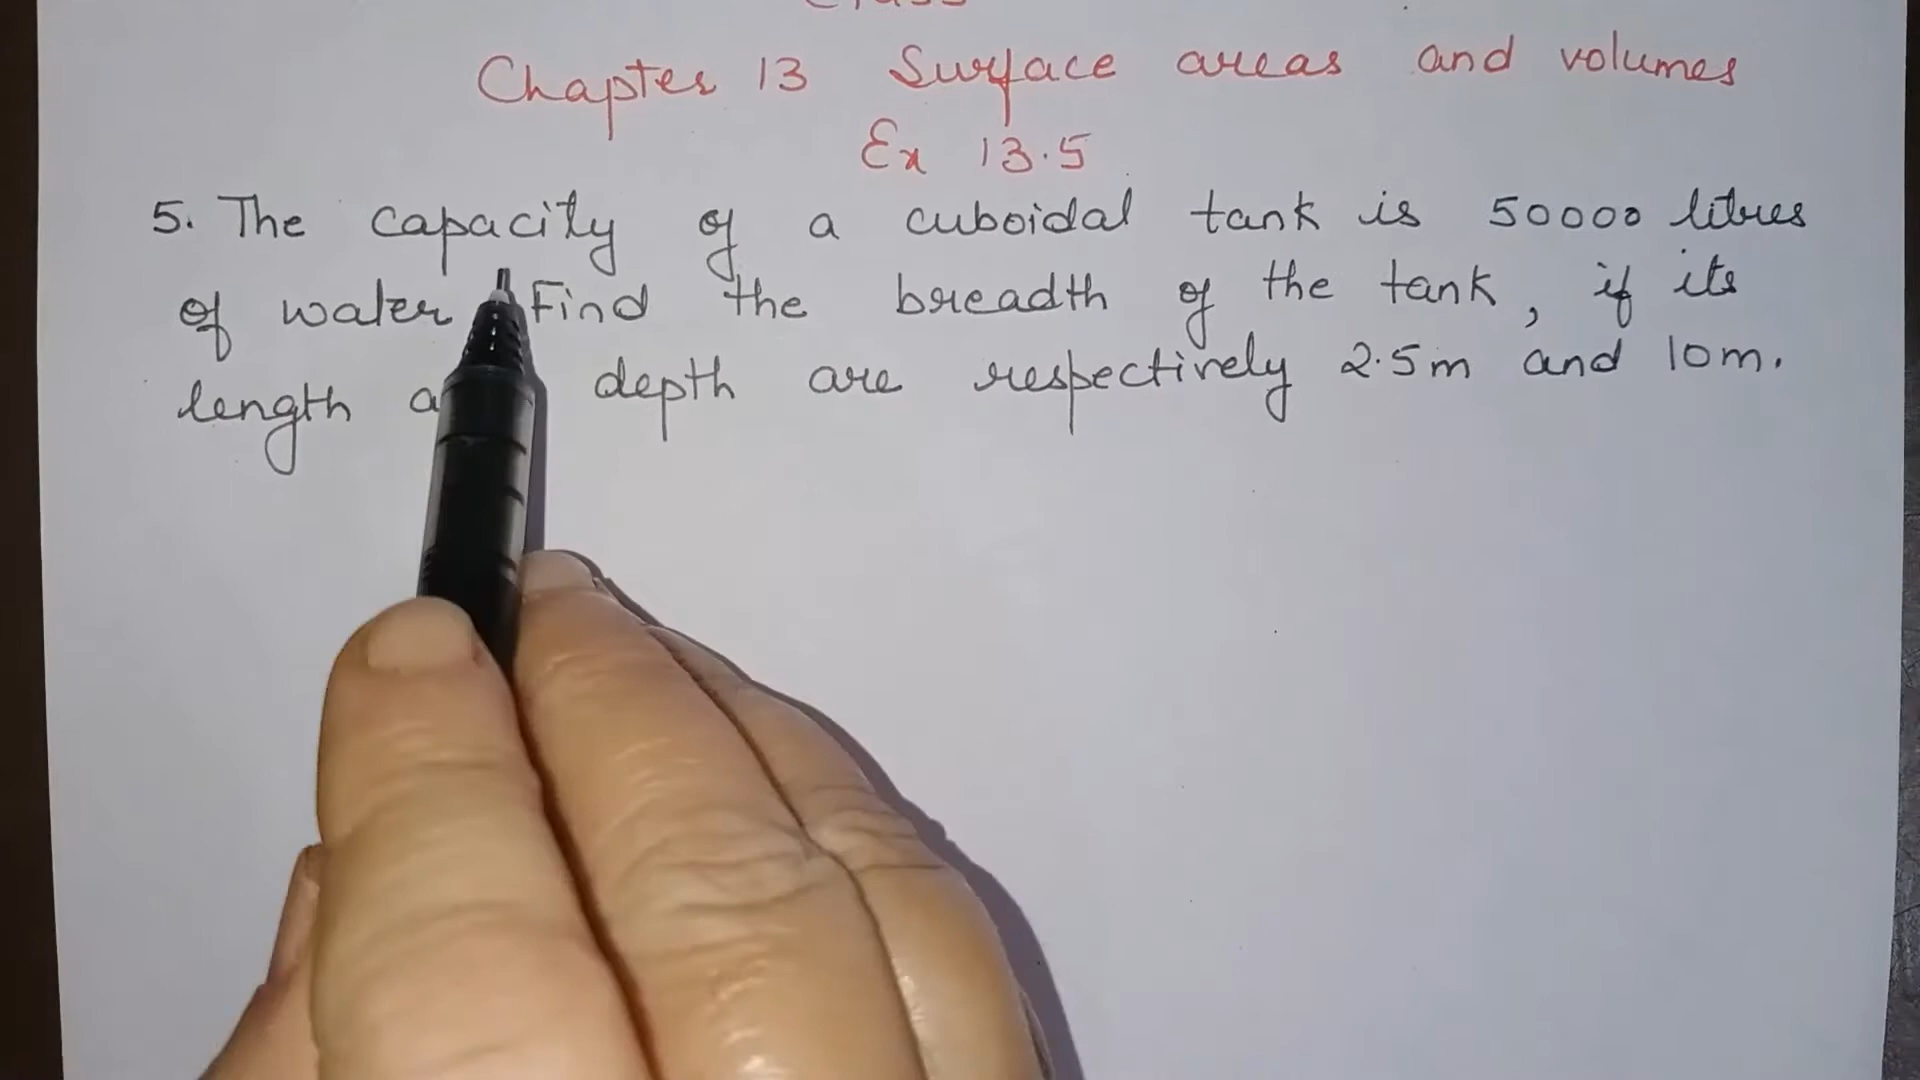 Chapter 13 Surface areas and volumes
Ex 13.5
5. The capacity of a cuboidal tank is 50000 litres
of water Find the breadth of the tank, if its
length a depth are respectively 2.5m and 10m.